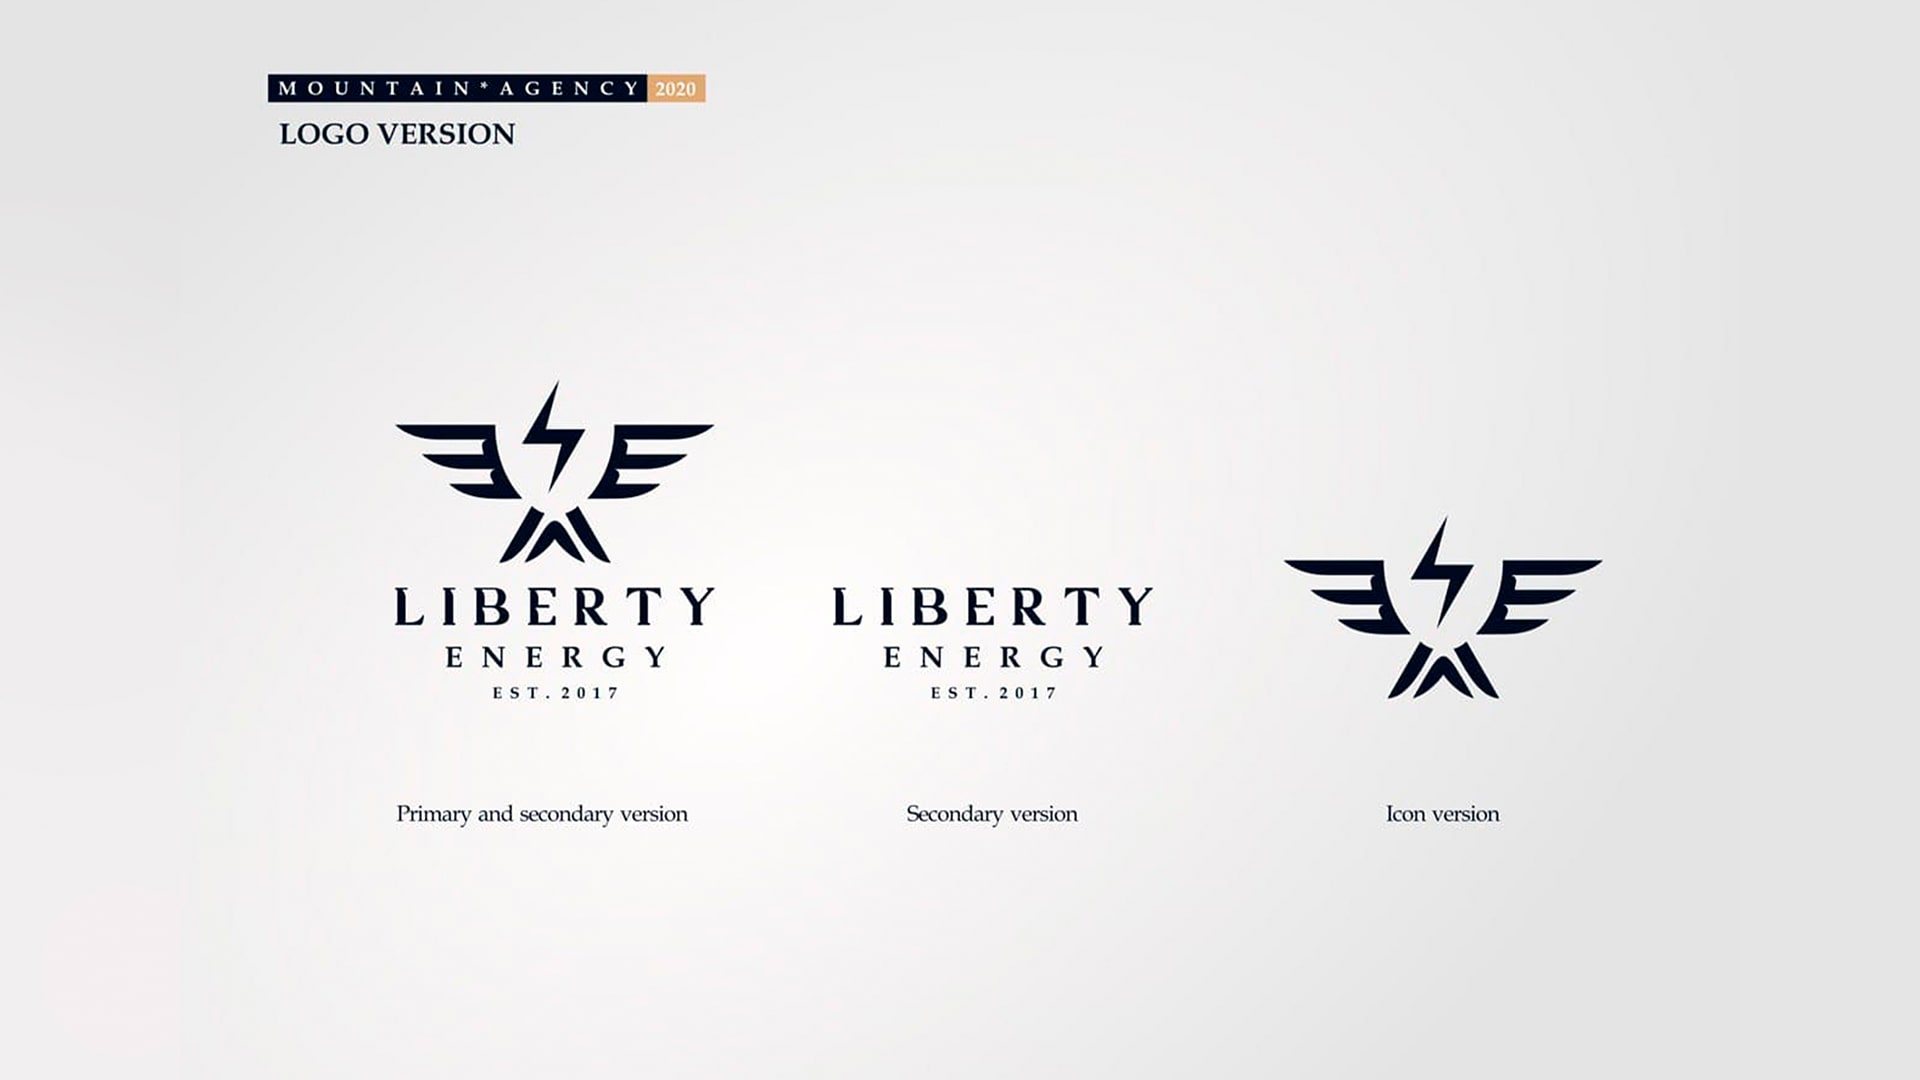 MOUNTAIN*AGENCY 2020
LOGO VERSION
LIBERTY
ENERGY
EST. 2017
Primary and secondary version
LIBERTY
ENERGY
EST. 2017
Secondary version
Icon version